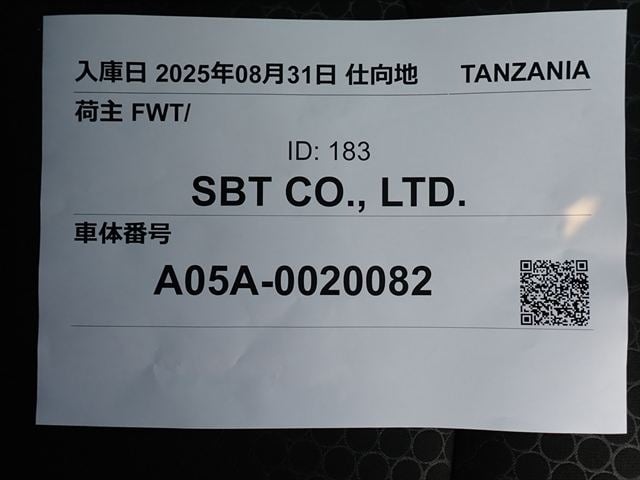 入庫日 2025年08月31日 仕向地 TANZANIA
荷主 FWT/
ID: 183
SBT CO., LTD.
車体番号
A05A-0020082